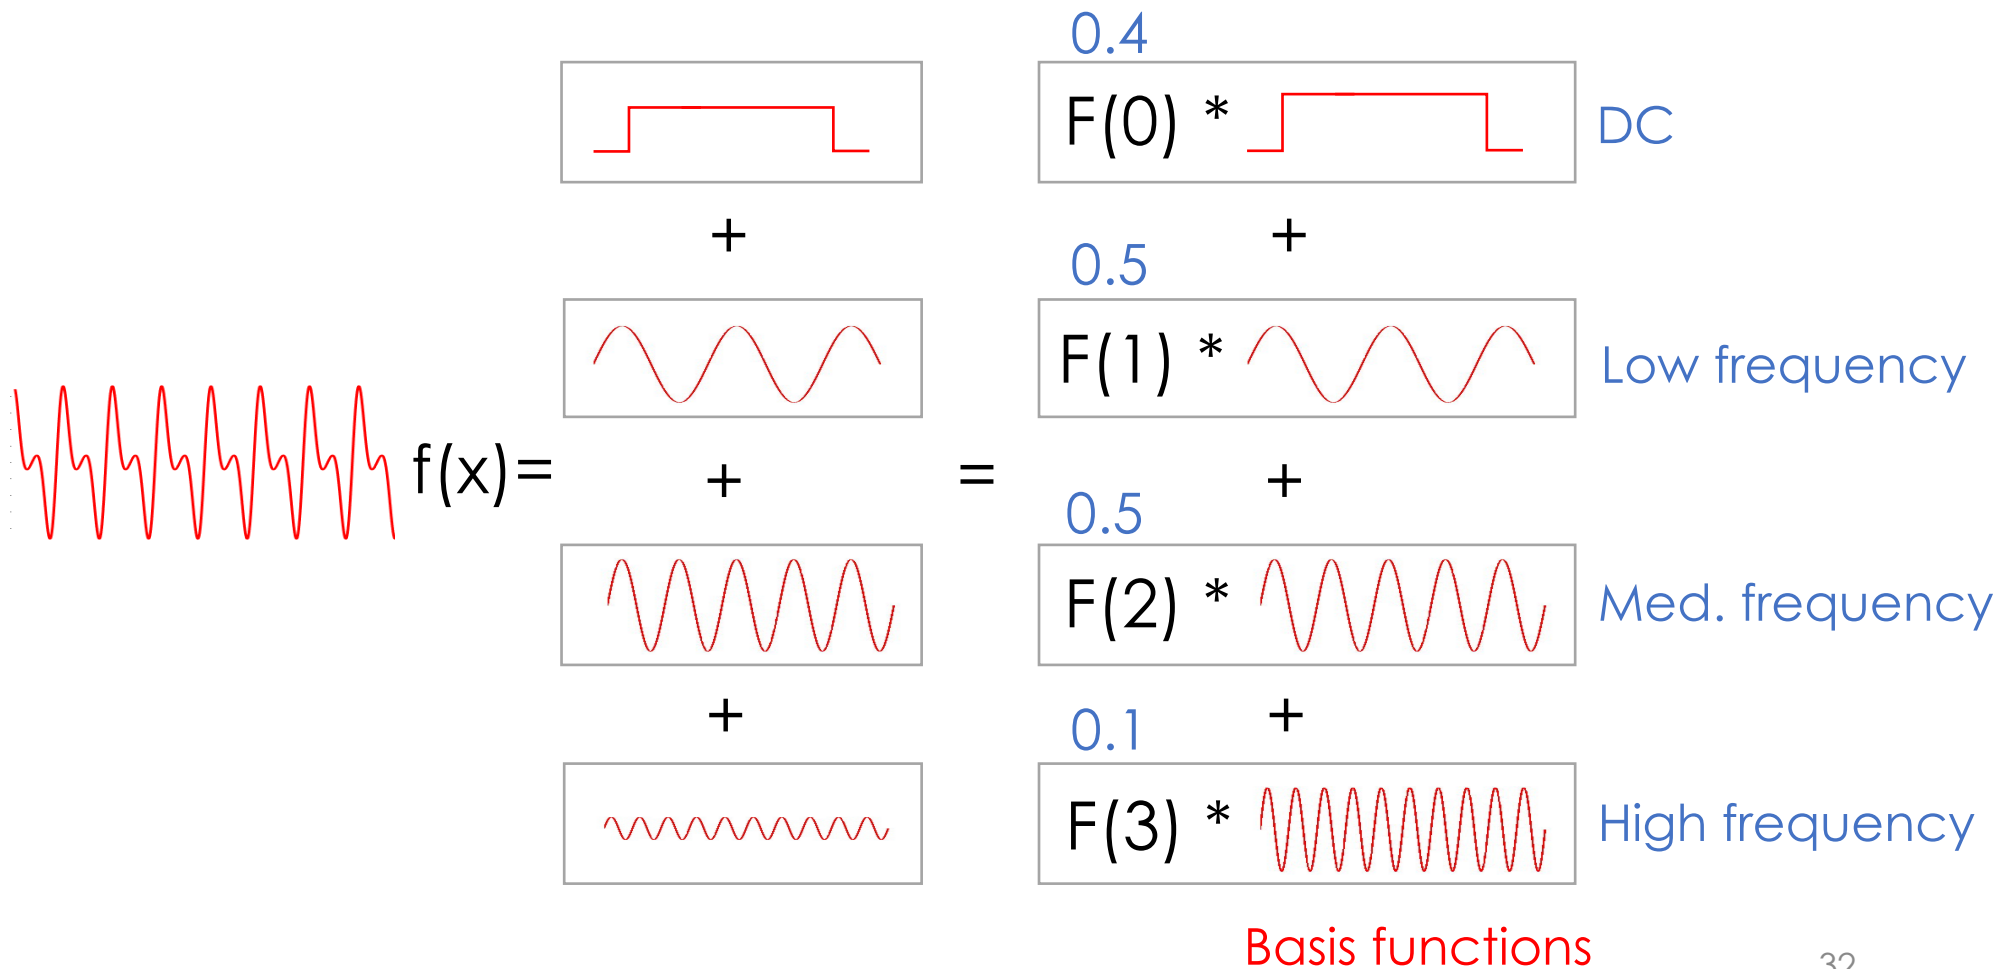 0.4
F(0) *
DC
+
+
0.5
F(1) *
Low frequency
f(x)=
+
=
+
0.5
F(2) *
Med. frequency
+
+
0.1
F(3) *
High frequency
Basis functions
32